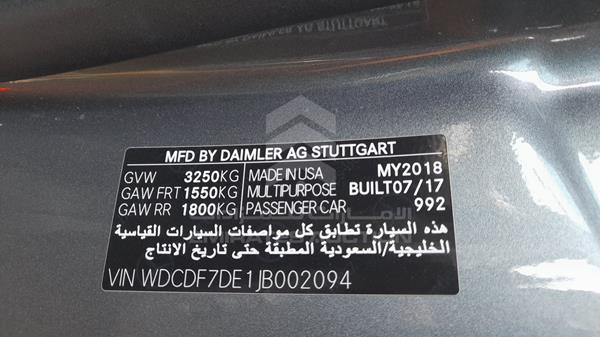 MFD BY DAIMLER AG STUTTGART
GVW 3250KG MADE IN USA MY2018
GAW FRT 1550KG MULTIPURPOSE BUILT07/17
GAW RR 1800KG PASSENGER CAR 992
هذه السيارة تطابق كل مواصفات السيارات القياسية
الخليجية/السعودية المطبقة حتى تاريخ الانتاج
VIN WDCDF7DE1JB002094